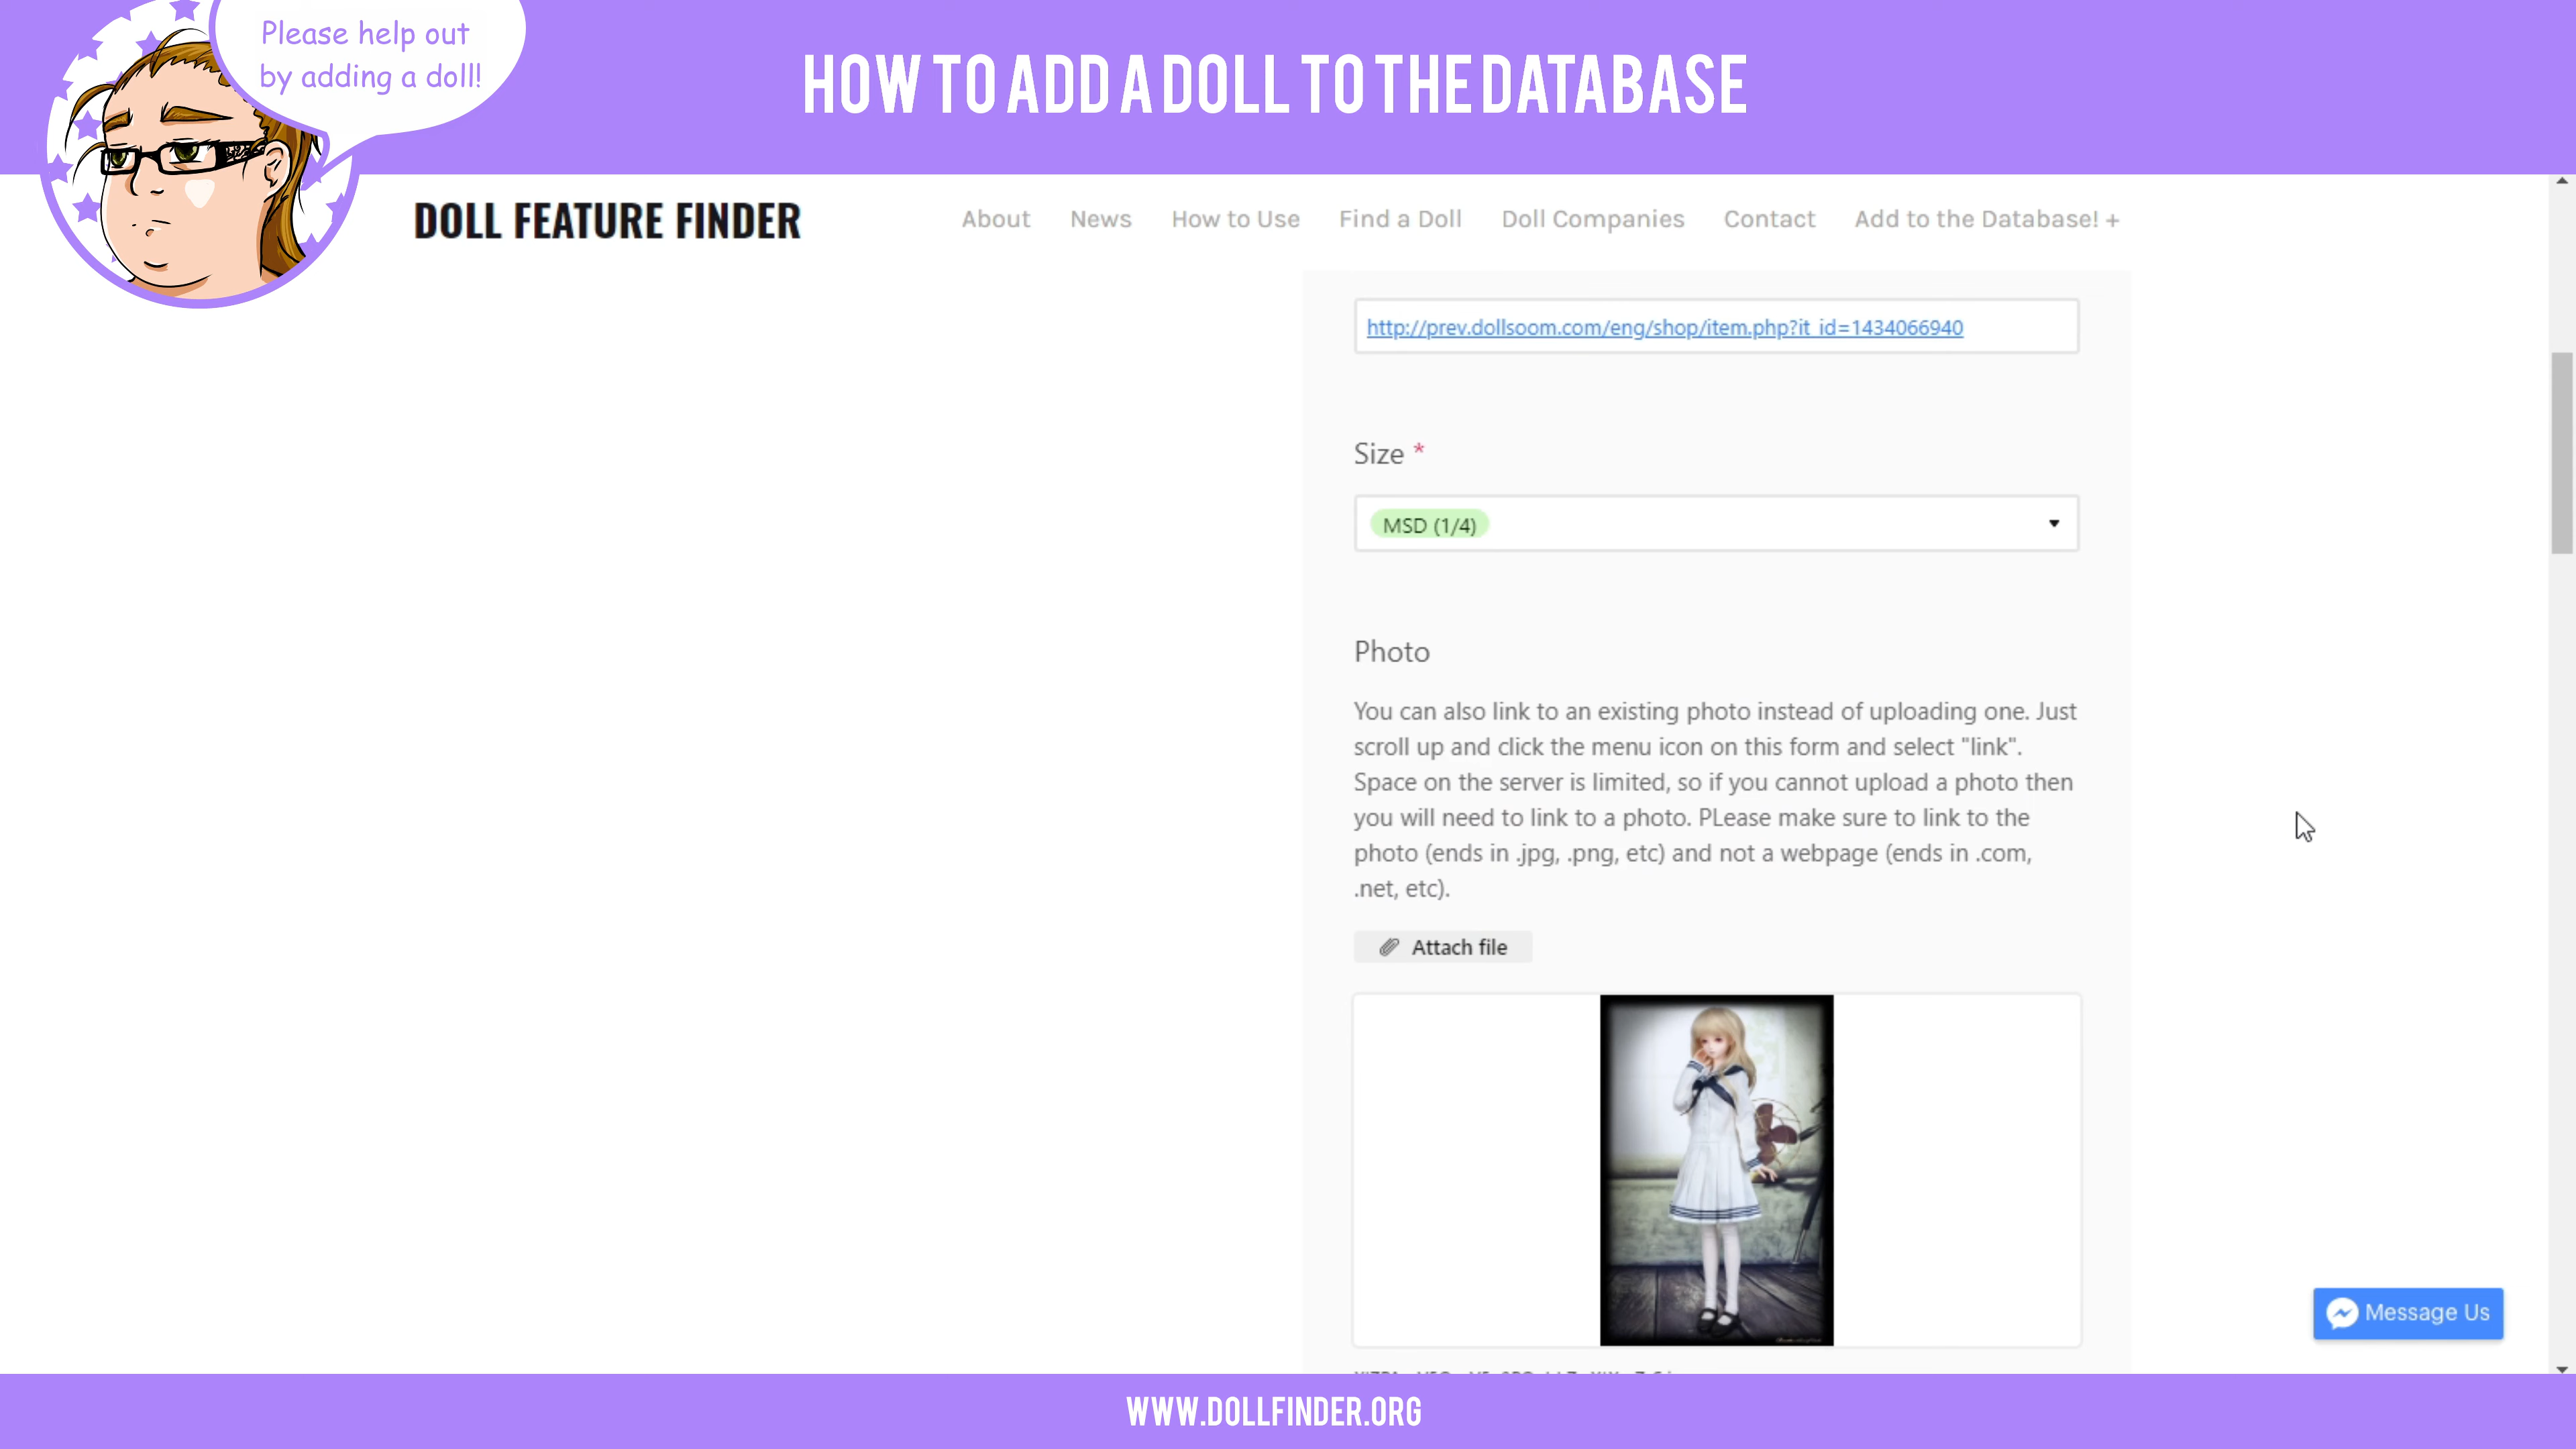 Please help out
by adding a doll!
HOW TO ADD A DOLL TO THE DATABASE
DOLL FEATURE FINDER
About News How to Use Find a Doll Doll Companies Contact Add to the Database! +
http://prev.dollsoom.com/eng/shop/item.php?it_id=1434066940
Size *
MSD (1/4)
Photo
You can also link to an existing photo instead of uploading one. Just
scroll up and click the menu icon on this form and select "link".
Space on the server is limited, so if you cannot upload a photo then
you will need to link to a photo. PLease make sure to link to the
photo (ends in .jpg, .png, etc) and not a webpage (ends in .com,
.net, etc).
Attach file
Message Us
WWW.DOLLFINDER.ORG